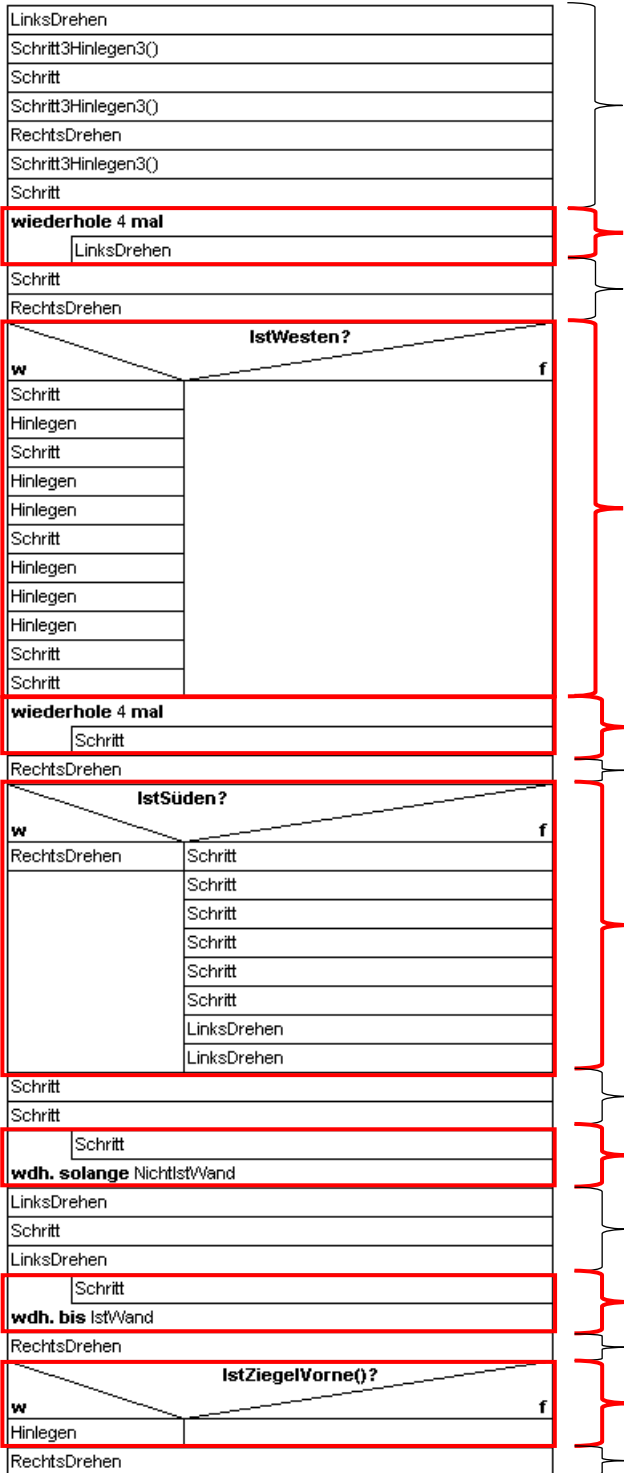 LinksDrehen
Schritt3Hinlegen3()
Schritt
Schritt3Hinlegen3()
RechtsDrehen
Schritt3Hinlegen3()
Schritt
wiederhole 4 mal
LinksDrehen
Schritt
RechtsDrehen
IstWesten?
w f
Schritt
Hinlegen
Schritt
Hinlegen
Hinlegen
Schritt
Hinlegen
Hinlegen
Hinlegen
Schritt
Schritt
wiederhole 4 mal
Schritt
RechtsDrehen
IstSüden?
w f
RechtsDrehen Schritt
Schritt
Schritt
Schritt
Schritt
Schritt
LinksDrehen
LinksDrehen
Schritt
Schritt
Schritt
wdh. solange NichtIstWand
LinksDrehen
Schritt
LinksDrehen
Schritt
wdh. bis IstWand
RechtsDrehen
IstZiegelVorne()?
w f
Hinlegen
RechtsDrehen